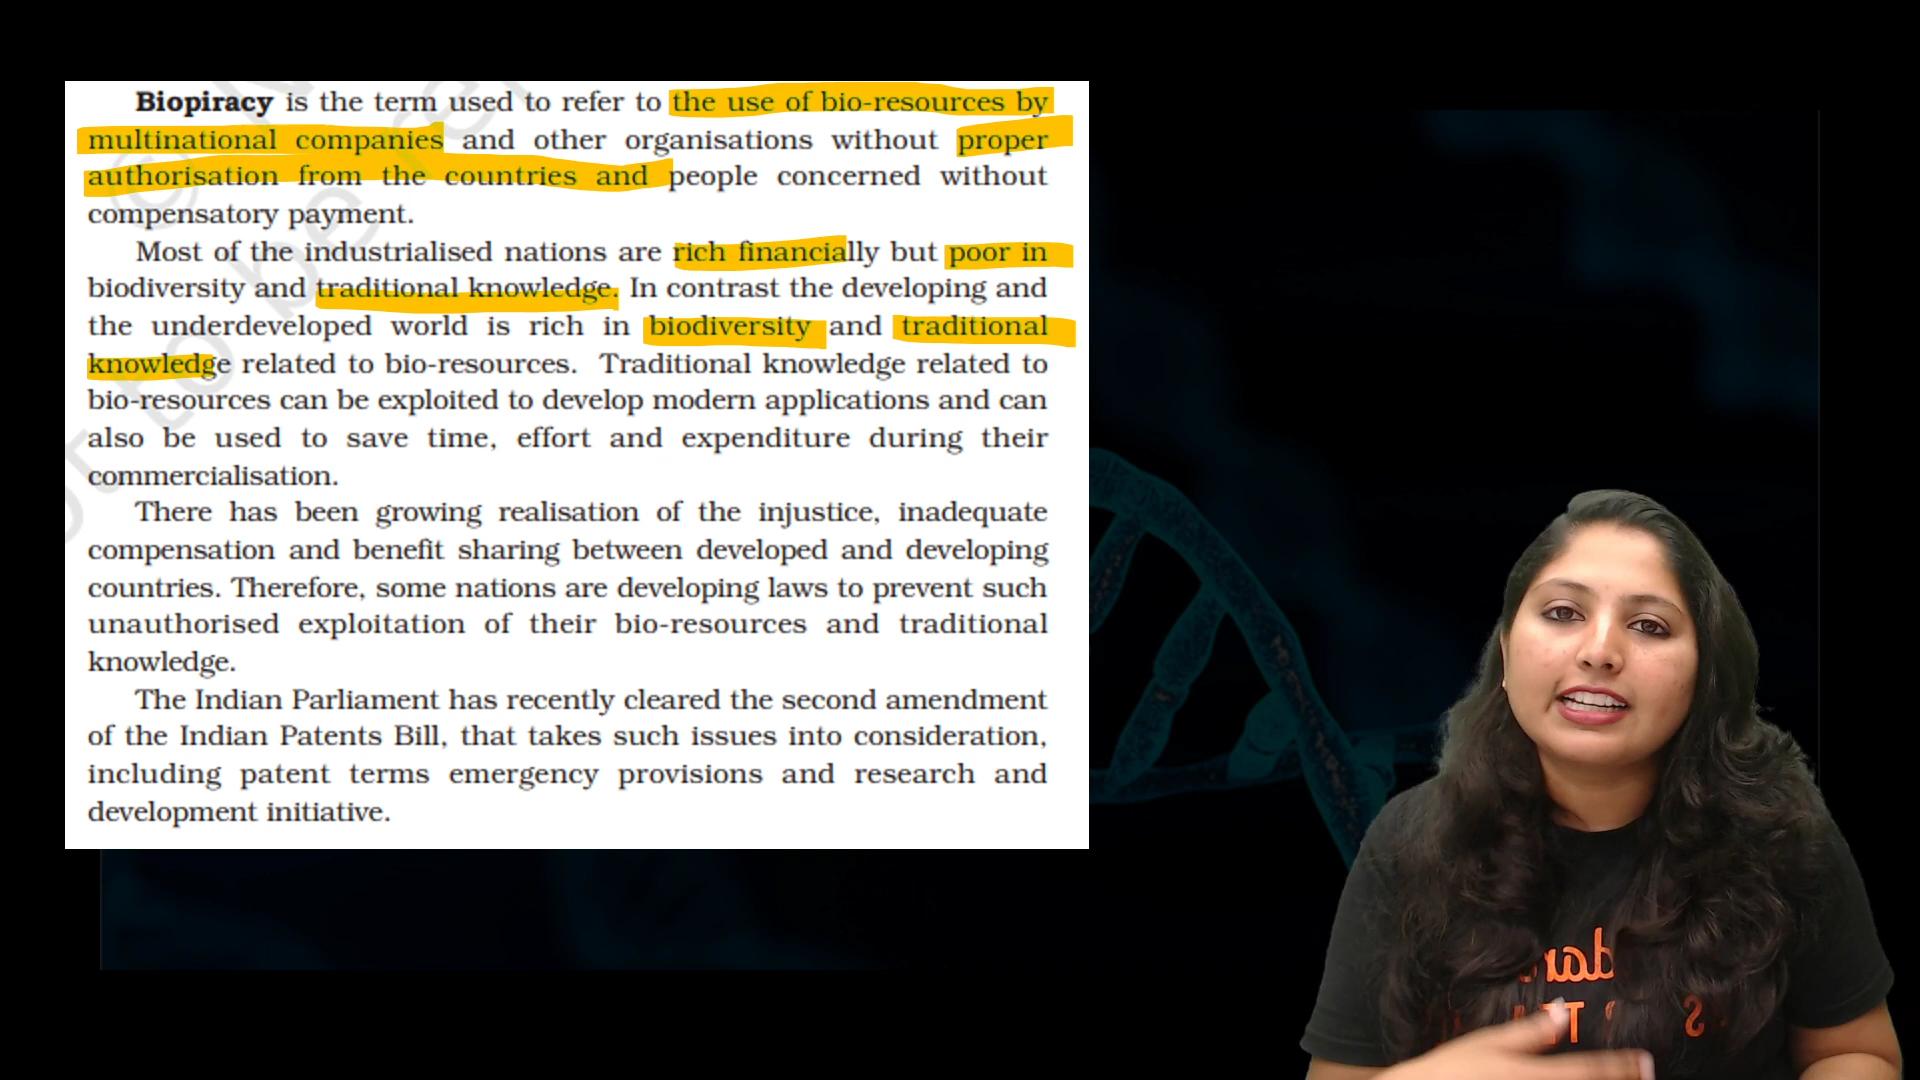 Biopiracy is the term used to refer to the use of bio-resources by
multinational companies and other organisations without proper
authorisation from the countries and people concerned without
compensatory payment.
Most of the industrialised nations are rich financially but poor in
biodiversity and traditional knowledge. In contrast the developing and
the underdeveloped world is rich in biodiversity and traditional
knowledge related to bio-resources. Traditional knowledge related to
bio-resources can be exploited to develop modern applications and can
also be used to save time, effort and expenditure during their
commercialisation.
There has been growing realisation of the injustice, inadequate
compensation and benefit sharing between developed and developing
countries. Therefore, some nations are developing laws to prevent such
unauthorised exploitation of their bio-resources and traditional
knowledge.
The Indian Parliament has recently cleared the second amendment
of the Indian Patents Bill, that takes such issues into consideration,
including patent terms emergency provisions and research and
development initiative.